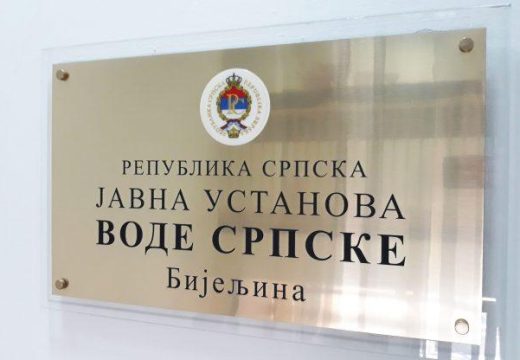 РЕПУБЛИКА СРПСКА
ЈАВНА УСТАНОВА
ВОДЕ СРПСКЕ
Бијељина